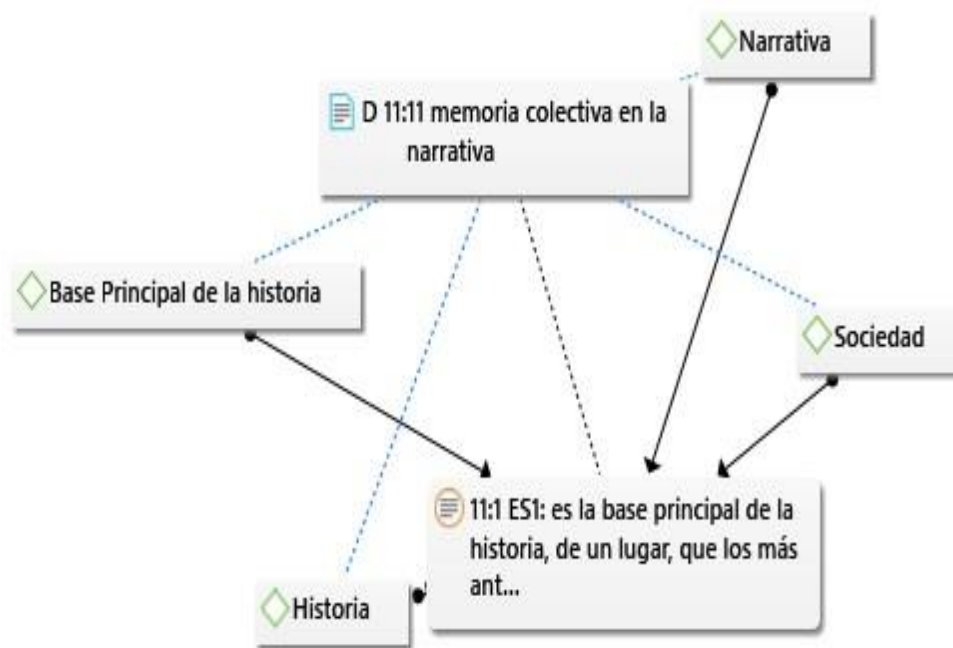 Narrativa
D 11:11 memoria colectiva en la
narrativa
Base Principal de la historia
Sociedad
11:1 ES1: es la base principal de la
historia, de un lugar, que los más
ant...
Historia